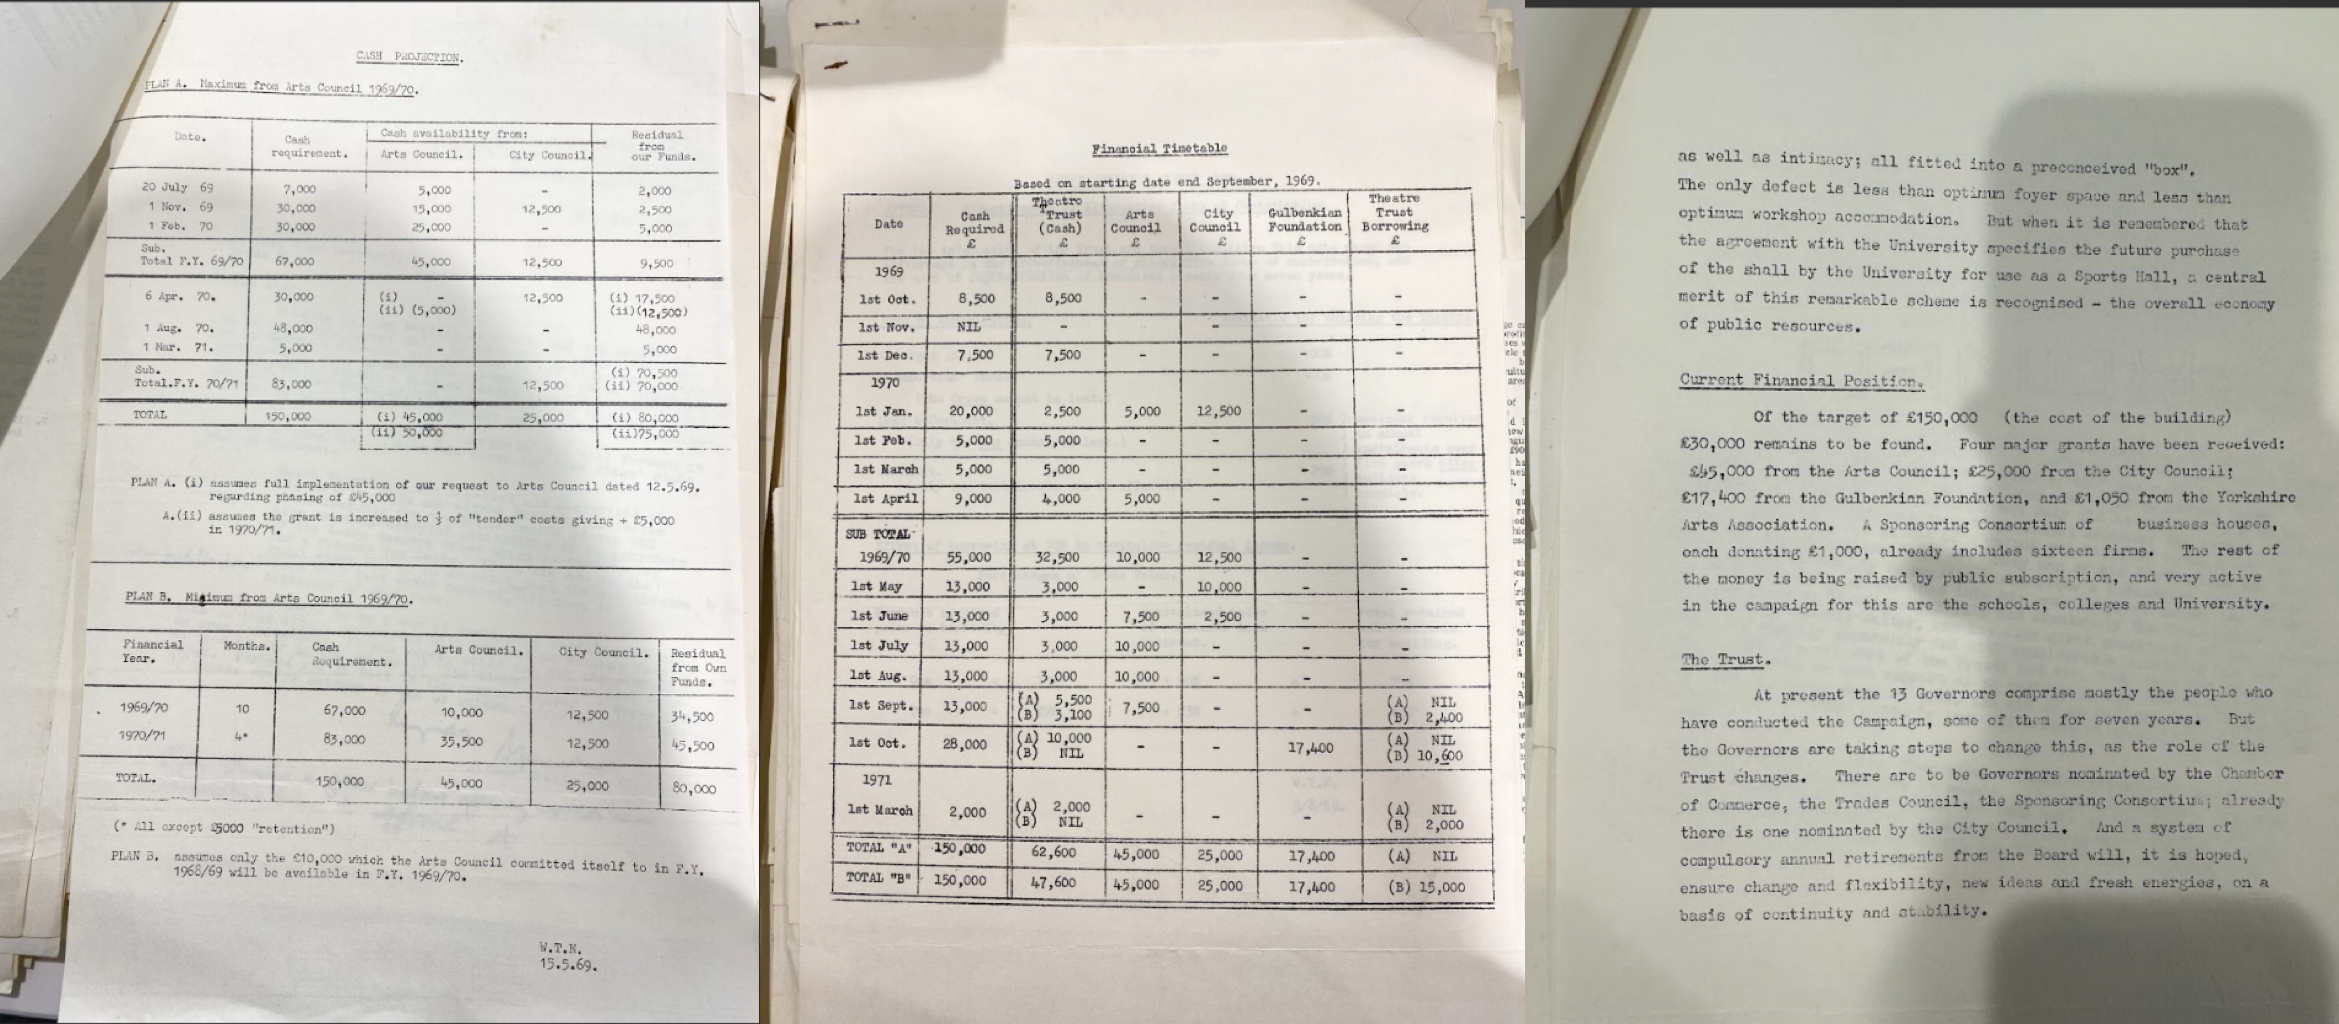 CASH PROJECTION.
PLAN A. Maximum from Arts Council 1969/70.
Date. Cash requirement. Cash availability from: Arts Council. City Council. Residual from our Funds.
20 July 69 7,000 5,000 - 2,000
1 Nov. 69 30,000 15,000 12,500 2,500
1 Feb. 70 30,000 25,000 - 5,000
Sub.
Total F.Y. 69/70 67,000 45,000 12,500 9,500
6 Apr. 70. 30,000 (i) - 12,500 (i) 17,500
(ii) (5,000) (ii)(12,500)
1 Aug. 70. 48,000 - - 48,000
1 Mar. 71. 5,000 - - 5,000
Sub. (i) 70,500
Total.F.Y. 70/71 83,000 - 12,500 (ii) 70,000
TOTAL 150,000 (i) 45,000 25,000 (i) 80,000
(ii) 50,000 (ii)75,000
PLAN A. (i) assumes full implementation of our request to Arts Council dated 12.5.69.
regarding phasing of £45,000
A.(ii) assumes the grant is increased to ⅓ of "tender" costs giving + £5,000
in 1970/71.
PLAN B. Minimum from Arts Council 1969/70.
Financial Year. Months. Cash Requirement. Arts Council. City Council. Residual from Own Funds.
1969/70 10 67,000 10,000 12,500 34,500
1970/71 4* 83,000 35,500 12,500 45,500
TOTAL. 150,000 45,000 25,000 80,000
(* All except £5000 "retention")
PLAN B. assumes only the £10,000 which the Arts Council committed itself to in F.Y.
1968/69 will be available in F.Y. 1969/70.
W.T.N.
15.5.69.
Financial Timetable
Based on starting date end September, 1969.
Date Cash Required £ Theatre Trust (Cash) £ Arts Council £ City Council £ Gulbenkian Foundation £ Theatre Trust Borrowing £
1969
1st Oct. 8,500 8,500 - - - -
1st Nov. NIL - - - - -
1st Dec. 7,500 7,500 - - - -
1970
1st Jan. 20,000 2,500 5,000 12,500 - -
1st Feb. 5,000 5,000 - - - -
1st March 5,000 5,000 - - - -
1st April 9,000 4,000 5,000 - - -
SUB TOTAL
1969/70 55,000 32,500 10,000 12,500 - -
1st May 13,000 3,000 - 10,000 - -
1st June 13,000 3,000 7,500 2,500 - -
1st July 13,000 3,000 10,000 - - -
1st Aug. 13,000 3,000 10,000 - - -
1st Sept. 13,000 (A) 5,500 7,500 - - (A) NIL
(B) 3,100 (B) 2,400
1st Oct. 28,000 (A) 10,000 - - 17,400 (A) NIL
(B) NIL (B) 10,600
1971
1st March 2,000 (A) 2,000 - - - (A) NIL
(B) NIL (B) 2,000
TOTAL "A" 150,000 62,600 45,000 25,000 17,400 (A) NIL
TOTAL "B" 150,000 47,600 45,000 25,000 17,400 (B) 15,000
as well as intimacy; all fitted into a preconceived "box".
The only defect is less than optimum foyer space and less than
optimum workshop accommodation. But when it is remembered that
the agreement with the University specifies the future purchase
of the shall by the University for use as a Sports Hall, a central
merit of this remarkable scheme is recognised - the overall economy
of public resources.
Current Financial Position.
Of the target of £150,000 (the cost of the building)
£30,000 remains to be found. Four major grants have been received:
£45,000 from the Arts Council; £25,000 from the City Council;
£17,400 from the Gulbenkian Foundation, and £1,050 from the Yorkshire
Arts Association. A Sponsoring Consortium of business houses,
each donating £1,000, already includes sixteen firms. The rest of
the money is being raised by public subscription, and very active
in the campaign for this are the schools, colleges and University.
The Trust.
At present the 13 Governors comprise mostly the people who
have conducted the Campaign, some of them for seven years. But
the Governors are taking steps to change this, as the role of the
Trust changes. There are to be Governors nominated by the Chamber
of Commerce, the Trades Council, the Sponsoring Consortium; already
there is one nominated by the City Council. And a system of
compulsory annual retirements from the Board will, it is hoped,
ensure change and flexibility, new ideas and fresh energies, on a
basis of continuity and stability.